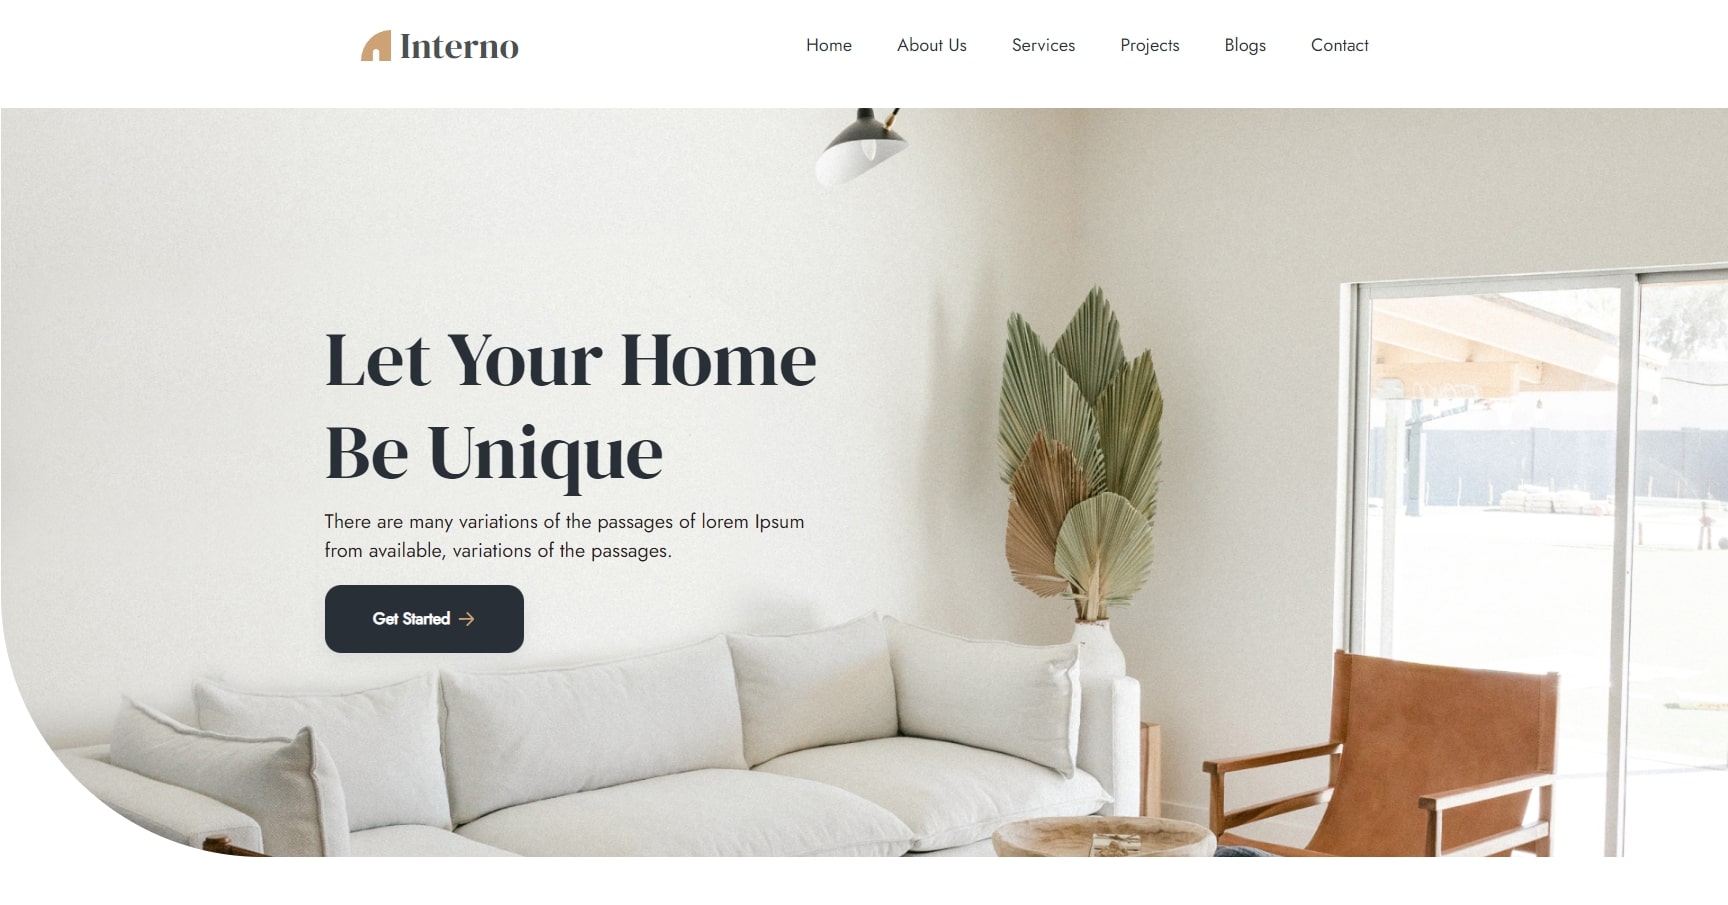 Interno
Home About Us Services Projects Blogs Contact
Let Your Home
Be Unique
There are many variations of the passages of lorem Ipsum
from available, variations of the passages.
Get Started →